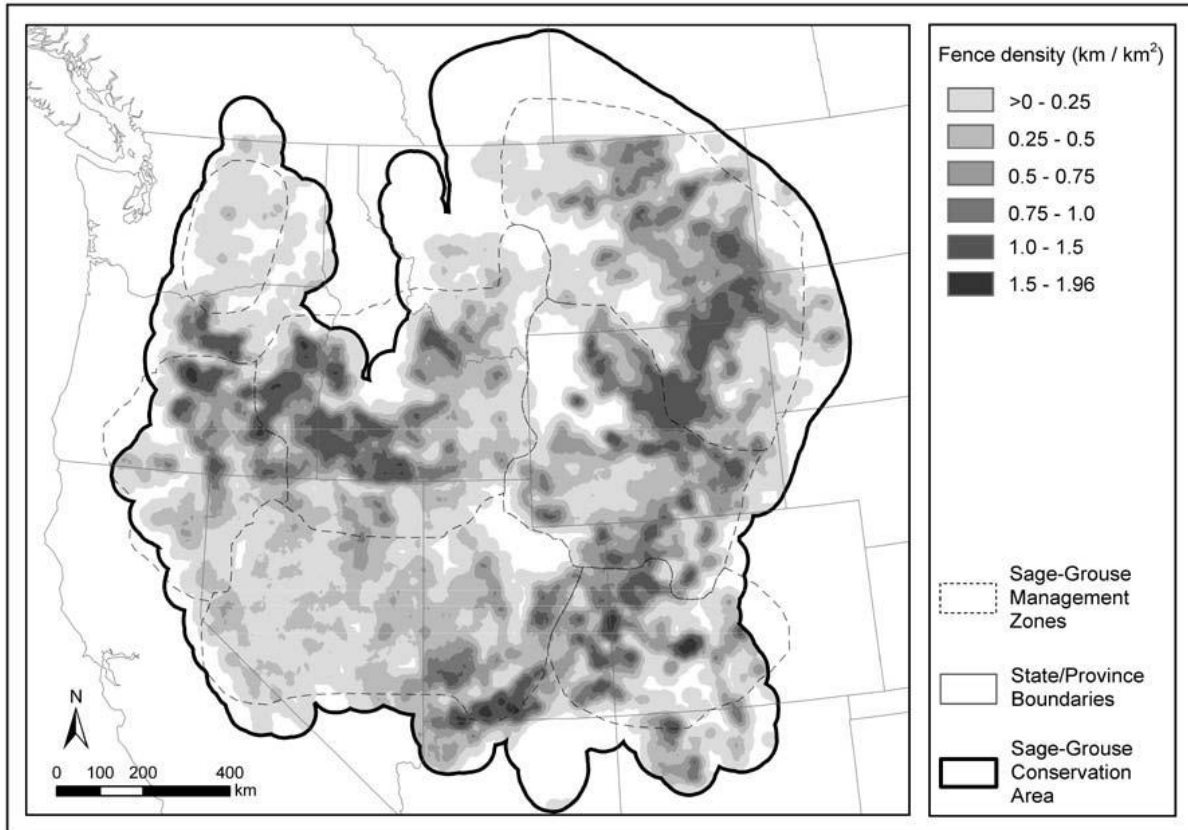 Fence density (km / km²)
>0 - 0.25
0.25 - 0.5
0.5 - 0.75
0.75 - 1.0
1.0 - 1.5
1.5 - 1.96
Sage-Grouse
Management
Zones
State/Province
Boundaries
Sage-Grouse
Conservation
Area
N
0 100 200 400
km